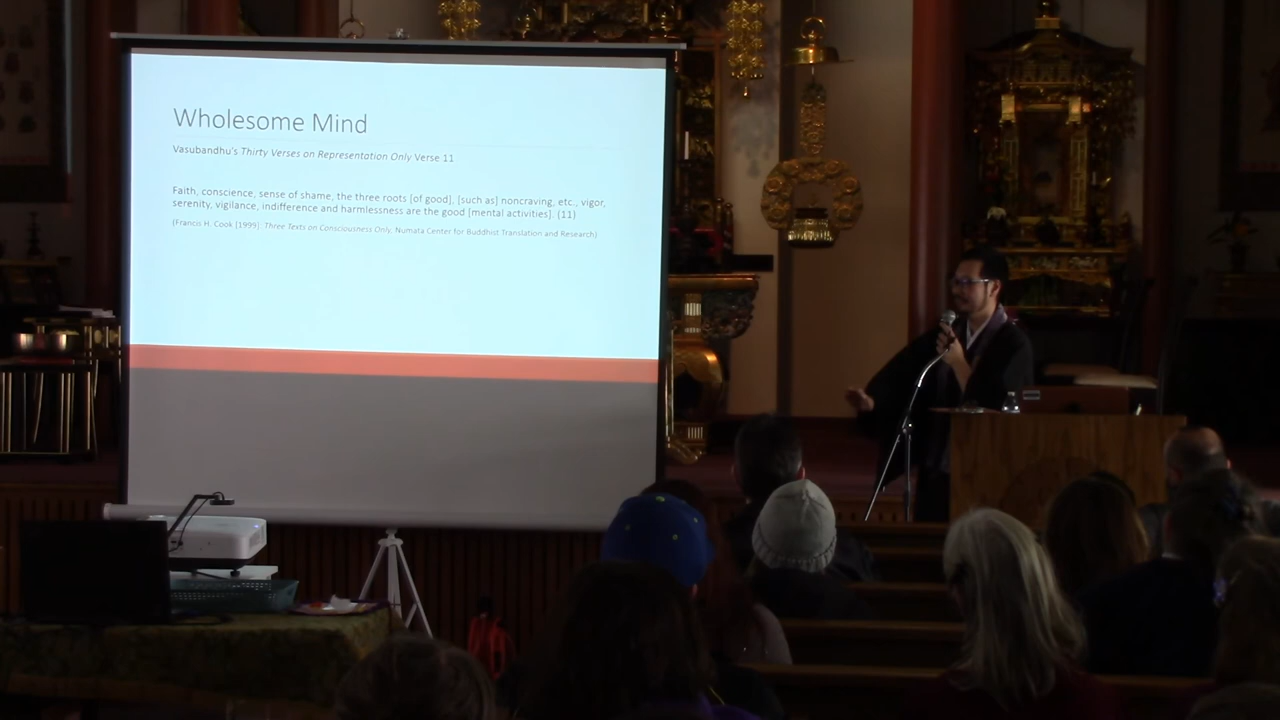 Wholesome Mind
Vasubandhu's Thirty Verses on Representation Only Verse 11
Faith, conscience, sense of shame, the three roots [of good], [such as] noncraving, etc., vigor,
serenity, vigilance, indifference and harmlessness are the good [mental activities]. (11)
(Francis H. Cook [1999]: Three Texts on Consciousness Only, Numata Center for Buddhist Translation and Research)